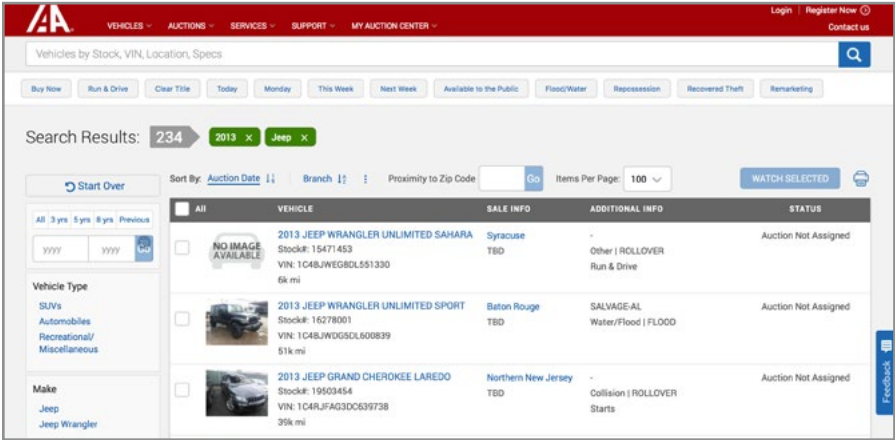 IAA
VEHICLES AUCTIONS SERVICES SUPPORT MY AUCTION CENTER
Login Register Now
Contact us
Vehicles by Stock, VIN, Location, Specs
Buy Now Run & Drive Clear Title Today Monday This Week Next Week Available to the Public Flood/Water Repossession Recovered Theft Remarketing
Search Results: 234 2013 × Jeep ×
Start Over
Sort By: Auction Date Branch Proximity to Zip Code Go Items Per Page: 100 WATCH SELECTED
All 3 yrs 5 yrs 8 yrs Previous
yyyy yyyy Go
Vehicle Type
SUVs
Automobiles
Recreational/
Miscellaneous
Make
Jeep
Jeep Wrangler
All VEHICLE SALE INFO ADDITIONAL INFO STATUS
NO IMAGE
AVAILABLE
2013 JEEP WRANGLER UNLIMITED SAHARA Syracuse - Auction Not Assigned
Stock#: 15471453 TBD Other | ROLLOVER
VIN: 1C4BJWEG8DL551330 Run & Drive
6k mi
2013 JEEP WRANGLER UNLIMITED SPORT Baton Rouge SALVAGE-AL Auction Not Assigned
Stock#: 16278001 TBD Water/Flood | FLOOD
VIN: 1C4BJWDG5DL600839
51k mi
2013 JEEP GRAND CHEROKEE LAREDO Northern New Jersey - Auction Not Assigned
Stock#: 19503454 TBD Collision | ROLLOVER
VIN: 1C4RJFAG3DC639738 Starts
39k mi
Feedback